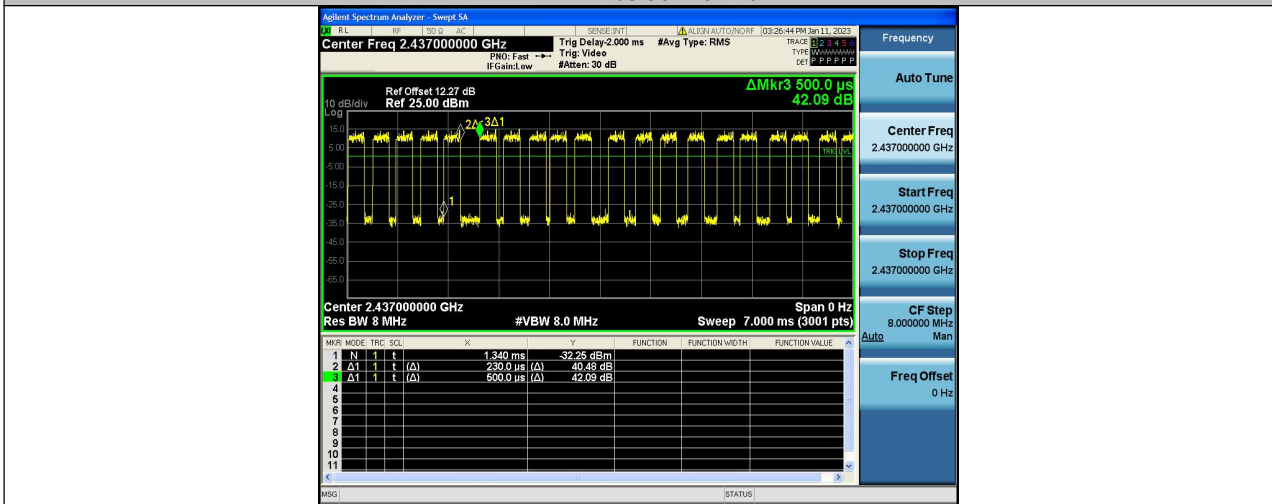 Agilent Spectrum Analyzer - Swept SA
RL RF 50 Ω AC SENSE:INT ALIGN AUTO/NO RF 03:26:44 PM Jan 11, 2023
Center Freq 2.437000000 GHz
Trig Delay-2.000 ms #Avg Type: RMS
TRACE 1 2 3 4 5 6
PNO: Fast Trig: Video
TYPE
IFGain:Low #Atten: 30 dB
DET P P P P P P
ΔMkr3 500.0 µs
42.09 dB
Ref Offset 12.27 dB
10 dB/div Ref 25.00 dBm
Log
15.0
5.00
-5.00
-15.0
-25.0
-35.0
-45.0
-55.0
-65.0
3Δ1
1
TRIG LVL
Center 2.437000000 GHz Span 0 Hz
Res BW 8 MHz #VBW 8.0 MHz Sweep 7.000 ms (3001 pts)
MKR MODE TRC SCL X Y FUNCTION FUNCTION WIDTH FUNCTION VALUE
1 N 1 t 1.340 ms -32.25 dBm
2 Δ1 1 t (Δ) 230.0 µs (Δ) 40.48 dB
3 Δ1 1 t (Δ) 500.0 µs (Δ) 42.09 dB
4
5
6
7
8
9
10
11
MSG STATUS
Frequency
Auto Tune
Center Freq
2.437000000 GHz
Start Freq
2.437000000 GHz
Stop Freq
2.437000000 GHz
CF Step
8.000000 MHz
Auto Man
Freq Offset
0 Hz